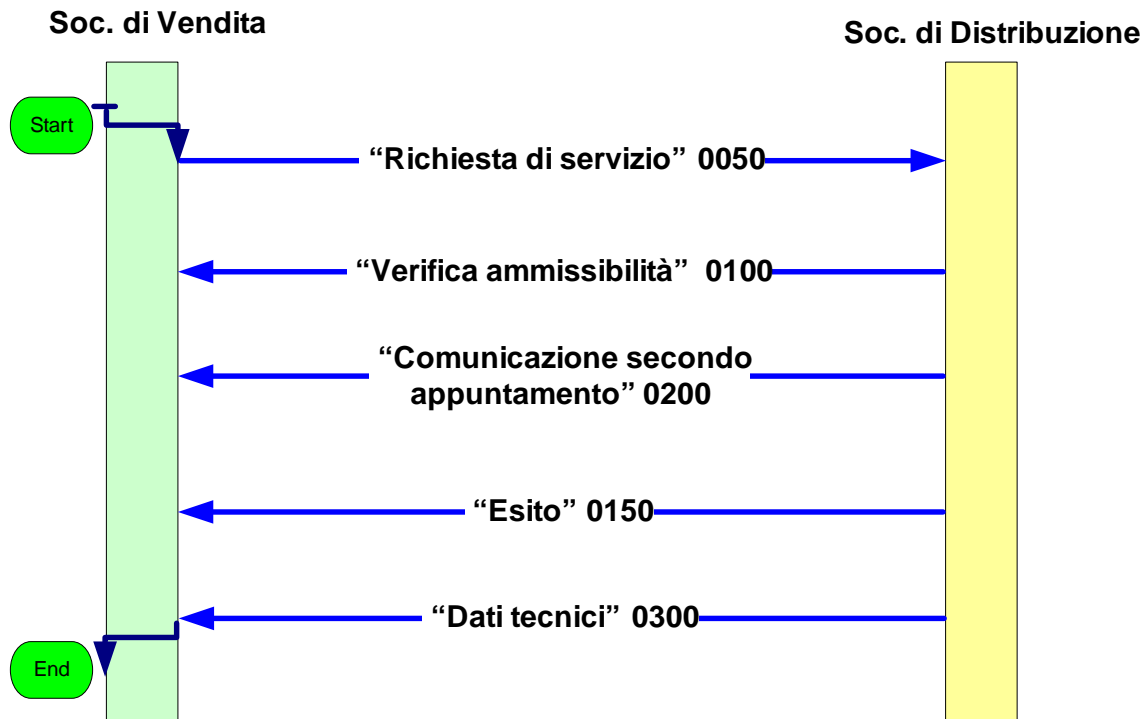 Soc. di Vendita
Soc. di Distribuzione
Start
“Richiesta di servizio” 0050
“Verifica ammissibilità” 0100
“Comunicazione secondo
appuntamento” 0200
“Esito” 0150
“Dati tecnici” 0300
End